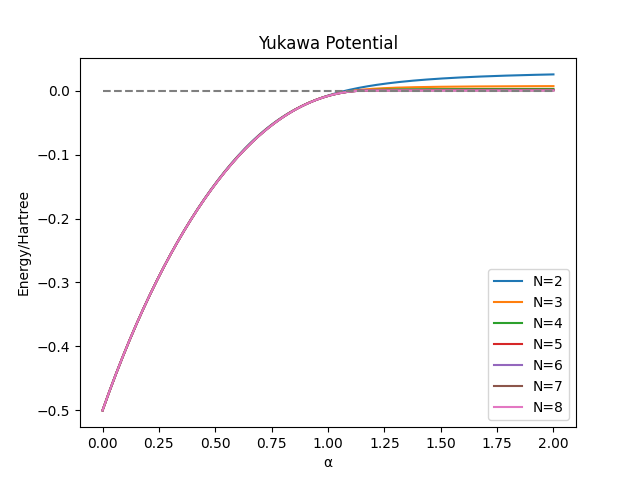 Yukawa Potential
Energy/Hartree
0.0
−0.1
−0.2
−0.3
−0.4
−0.5
0.00 0.25 0.50 0.75 1.00 1.25 1.50 1.75 2.00
α
N=2
N=3
N=4
N=5
N=6
N=7
N=8